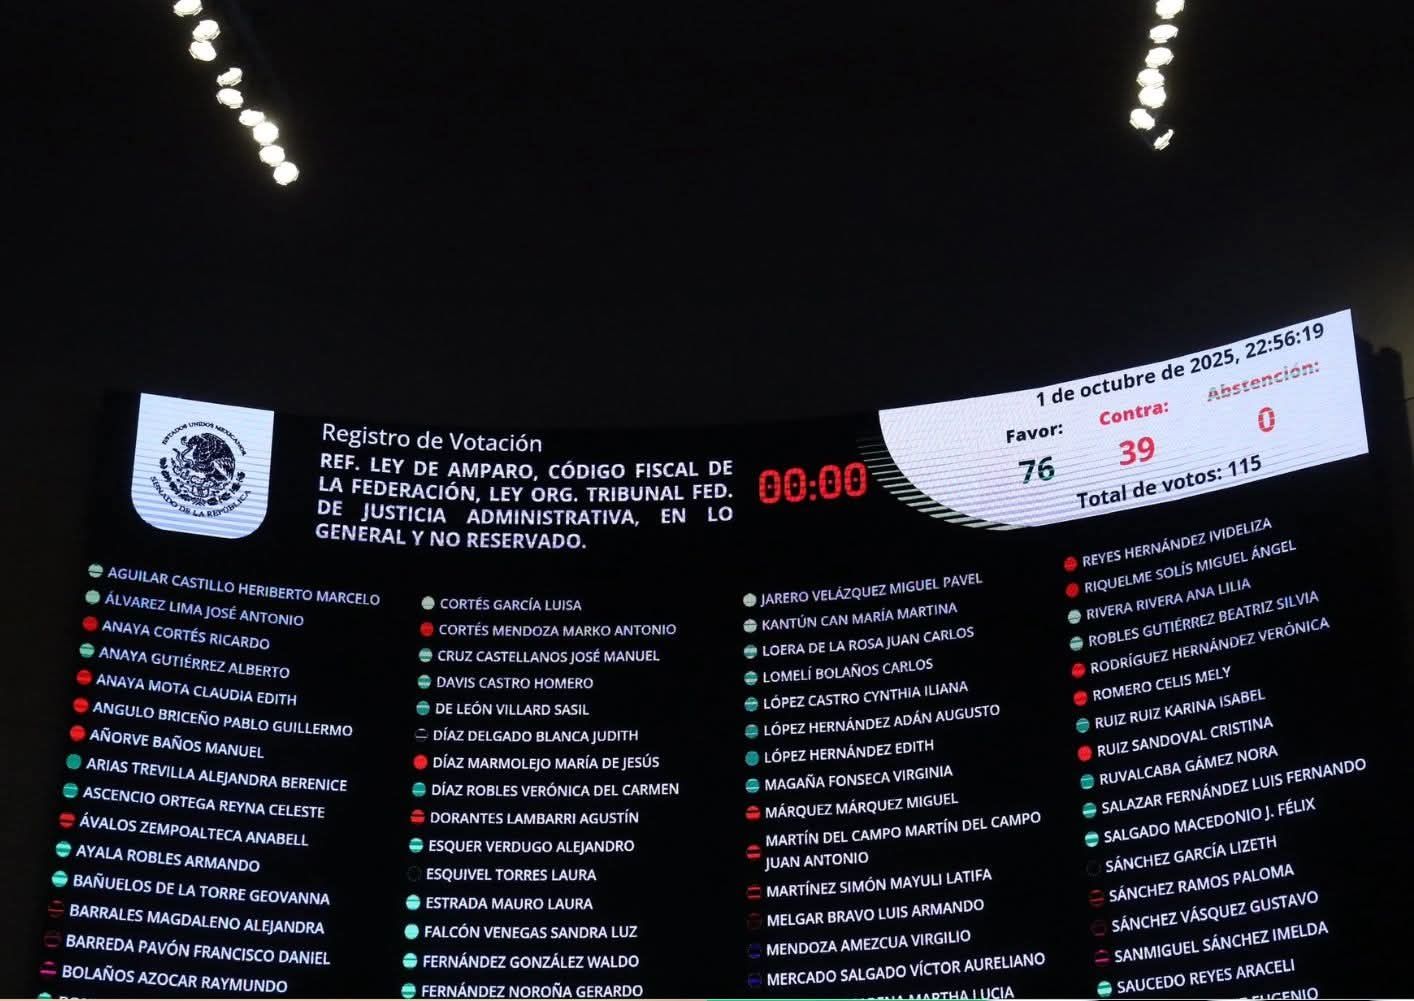 ESTADOS UNIDOS MEXICANOS
SENADO DE LA REPÚBLICA
Registro de Votación
REF. LEY DE AMPARO, CÓDIGO FISCAL DE
LA FEDERACIÓN, LEY ORG. TRIBUNAL FED.
DE JUSTICIA ADMINISTRATIVA, EN LO
GENERAL Y NO RESERVADO.
00:00
1 de octubre de 2025, 22:56:19
Favor: Contra: Abstención:
76 39 0
Total de votos: 115
AGUILAR CASTILLO HERIBERTO MARCELO
ÁLVAREZ LIMA JOSÉ ANTONIO
ANAYA CORTÉS RICARDO
ANAYA GUTIÉRREZ ALBERTO
ANAYA MOTA CLAUDIA EDITH
ANGULO BRICEÑO PABLO GUILLERMO
AÑORVE BAÑOS MANUEL
ARIAS TREVILLA ALEJANDRA BERENICE
ASCENCIO ORTEGA REYNA CELESTE
ÁVALOS ZEMPOALTECA ANABELL
AYALA ROBLES ARMANDO
BAÑUELOS DE LA TORRE GEOVANNA
BARRALES MAGDALENO ALEJANDRA
BARREDA PAVÓN FRANCISCO DANIEL
BOLAÑOS AZOCAR RAYMUNDO
CORTÉS GARCÍA LUISA
CORTÉS MENDOZA MARKO ANTONIO
CRUZ CASTELLANOS JOSÉ MANUEL
DAVIS CASTRO HOMERO
DE LEÓN VILLARD SASIL
DÍAZ DELGADO BLANCA JUDITH
DÍAZ MARMOLEJO MARÍA DE JESÚS
DÍAZ ROBLES VERÓNICA DEL CARMEN
DORANTES LAMBARRI AGUSTÍN
ESQUER VERDUGO ALEJANDRO
ESQUIVEL TORRES LAURA
ESTRADA MAURO LAURA
FALCÓN VENEGAS SANDRA LUZ
FERNÁNDEZ GONZÁLEZ WALDO
FERNÁNDEZ NOROÑA GERARDO
JARERO VELÁZQUEZ MIGUEL PAVEL
KANTÚN CAN MARÍA MARTINA
LOERA DE LA ROSA JUAN CARLOS
LOMELÍ BOLAÑOS CARLOS
LÓPEZ CASTRO CYNTHIA ILIANA
LÓPEZ HERNÁNDEZ ADÁN AUGUSTO
LÓPEZ HERNÁNDEZ EDITH
MAGAÑA FONSECA VIRGINIA
MÁRQUEZ MÁRQUEZ MIGUEL
MARTÍN DEL CAMPO MARTÍN DEL CAMPO
JUAN ANTONIO
MARTÍNEZ SIMÓN MAYULI LATIFA
MELGAR BRAVO LUIS ARMANDO
MENDOZA AMEZCUA VIRGILIO
MERCADO SALGADO VÍCTOR AURELIANO
MARTHA LUCIA
REYES HERNÁNDEZ IVIDELIZA
RIQUELME SOLÍS MIGUEL ÁNGEL
RIVERA RIVERA ANA LILIA
ROBLES GUTIÉRREZ BEATRIZ SILVIA
RODRÍGUEZ HERNÁNDEZ VERÓNICA
ROMERO CELIS MELY
RUIZ RUIZ KARINA ISABEL
RUIZ SANDOVAL CRISTINA
RUVALCABA GÁMEZ NORA
SALAZAR FERNÁNDEZ LUIS FERNANDO
SALGADO MACEDONIO J. FÉLIX
SÁNCHEZ GARCÍA LIZETH
SÁNCHEZ RAMOS PALOMA
SÁNCHEZ VÁSQUEZ GUSTAVO
SANMIGUEL SÁNCHEZ IMELDA
SAUCEDO REYES ARACELI
EUGENIO